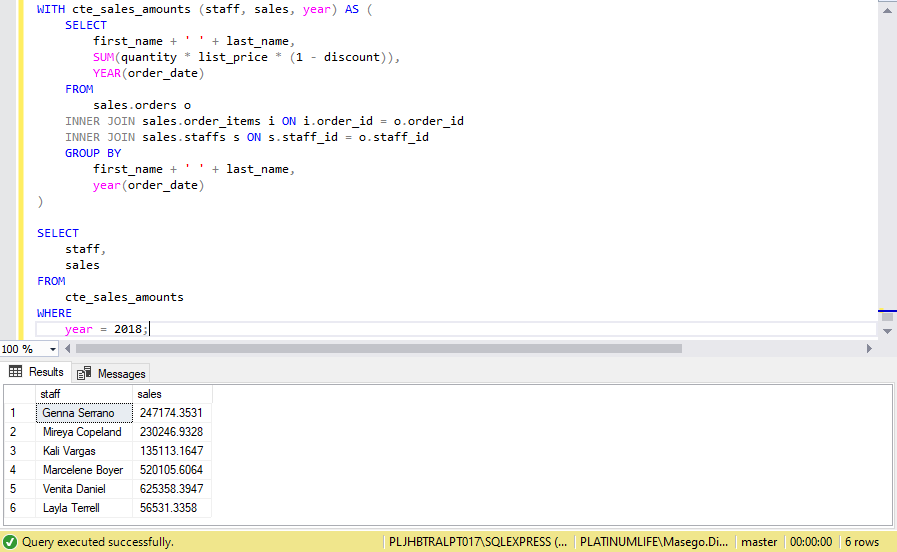 WITH cte_sales_amounts (staff, sales, year) AS (
SELECT
first_name + ' ' + last_name,
SUM(quantity * list_price * (1 - discount)),
YEAR(order_date)
FROM
sales.orders o
INNER JOIN sales.order_items i ON i.order_id = o.order_id
INNER JOIN sales.staffs s ON s.staff_id = o.staff_id
GROUP BY
first_name + ' ' + last_name,
year(order_date)
)
SELECT
staff,
sales
FROM
cte_sales_amounts
WHERE
year = 2018;
100 %
Results Messages
staff sales
1 Genna Serrano 247174.3531
2 Mireya Copeland 230246.9328
3 Kali Vargas 135113.1647
4 Marcelene Boyer 520105.6064
5 Venita Daniel 625358.3947
6 Layla Terrell 56531.3358
Query executed successfully. PLJHBTRALPT017\SQLEXPRESS (... PLATINUMLIFE\Masego.Di... master 00:00:00 6 rows